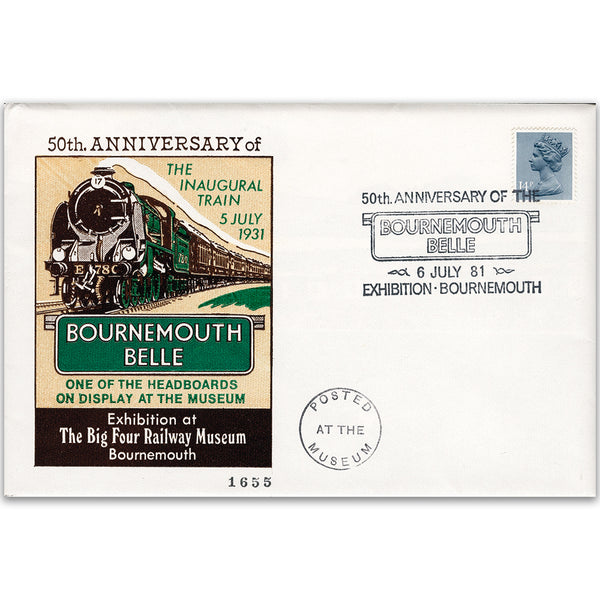 50th. ANNIVERSARY of
THE
INAUGURAL
TRAIN
5 JULY
1931
17
E 780
BOURNEMOUTH
BELLE
ONE OF THE HEADBOARDS
ON DISPLAY AT THE MUSEUM
Exhibition at
The Big Four Railway Museum
Bournemouth
1655
14P
50th. ANNIVERSARY OF THE
BOURNEMOUTH
BELLE
6 JULY 81
EXHIBITION · BOURNEMOUTH
POSTED
AT THE
MUSEUM